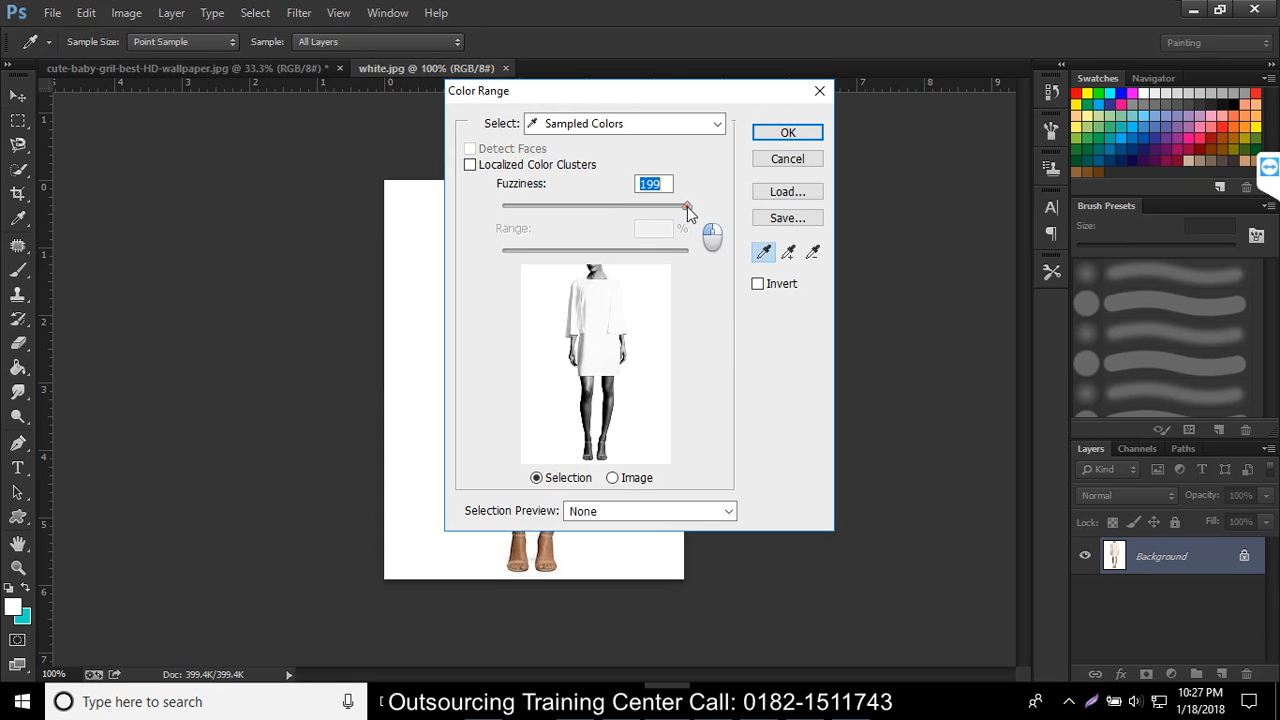 Ps File Edit Image Layer Type Select Filter View Window Help
Sample Size: Point Sample Sample: All Layers Painting
cute-baby-gril-best-HD-wallpaper.jpg @ 33.3% (RGB/8#) * × white.jpg @ 100% (RGB/8#) ×
Color Range
Select: Sampled Colors
Detect Faces
Localized Color Clusters
Fuzziness: 199
Range: %
Selection Image
Selection Preview: None
OK
Cancel
Load...
Save...
Invert
Swatches Navigator
Brush Presets
Size:
Layers Channels Paths
Kind
Normal Opacity: 100%
Lock: Fill: 100%
Background
100% Doc: 399.4K/399.4K
Type here to search
Outsourcing Training Center Call: 0182-1511743
10:27 PM
1/18/2018